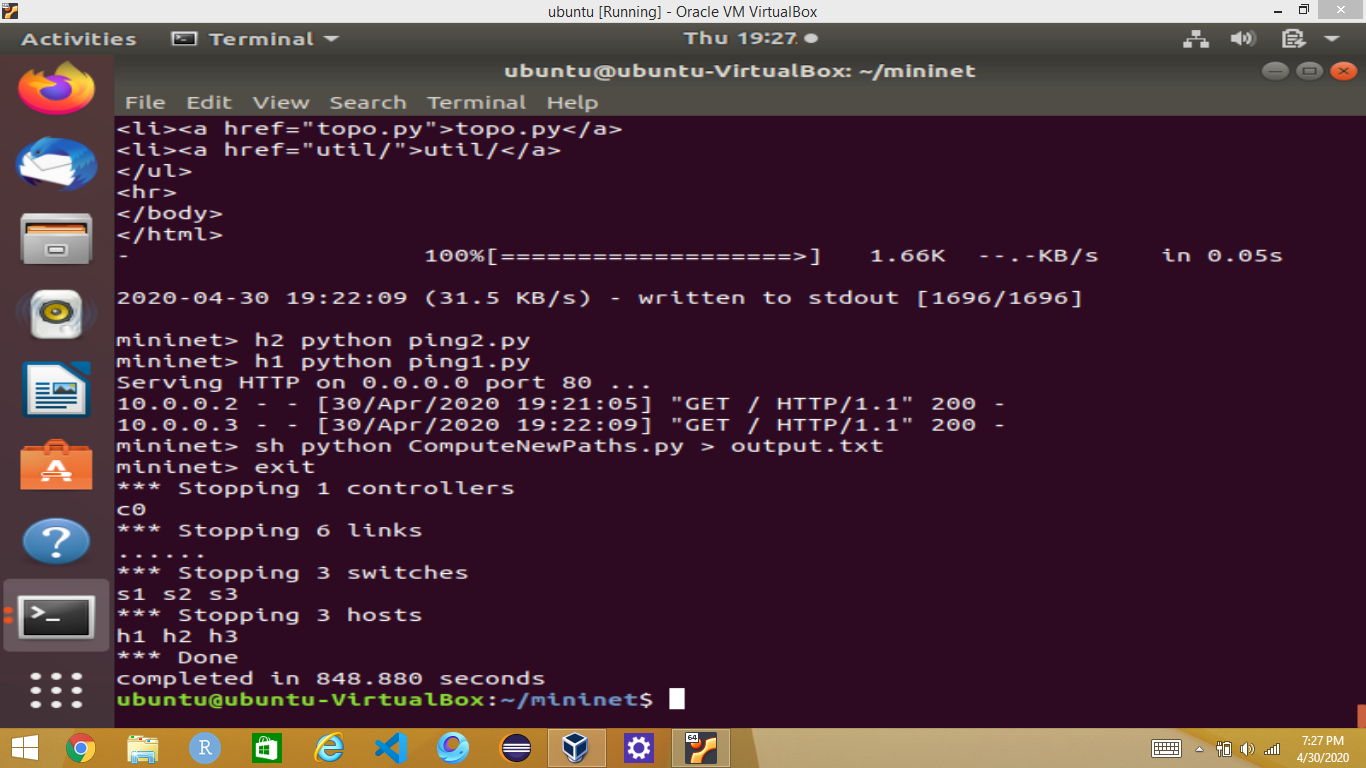 ubuntu [Running] - Oracle VM VirtualBox
Activities Terminal Thu 19:27
ubuntu@ubuntu-VirtualBox: ~/mininet
File Edit View Search Terminal Help
<li><a href="topo.py">topo.py</a>
<li><a href="util/">util/</a>
</ul>
<hr>
</body>
</html>
- 100%[===================>] 1.66K --.-KB/s in 0.05s
2020-04-30 19:22:09 (31.5 KB/s) - written to stdout [1696/1696]
mininet> h2 python ping2.py
mininet> h1 python ping1.py
Serving HTTP on 0.0.0.0 port 80 ...
10.0.0.2 - - [30/Apr/2020 19:21:05] "GET / HTTP/1.1" 200 -
10.0.0.3 - - [30/Apr/2020 19:22:09] "GET / HTTP/1.1" 200 -
mininet> sh python ComputeNewPaths.py > output.txt
mininet> exit
*** Stopping 1 controllers
c0
*** Stopping 6 links
......
*** Stopping 3 switches
s1 s2 s3
*** Stopping 3 hosts
h1 h2 h3
*** Done
completed in 848.880 seconds
ubuntu@ubuntu-VirtualBox:~/mininet$
R 64 7:27 PM
4/30/2020